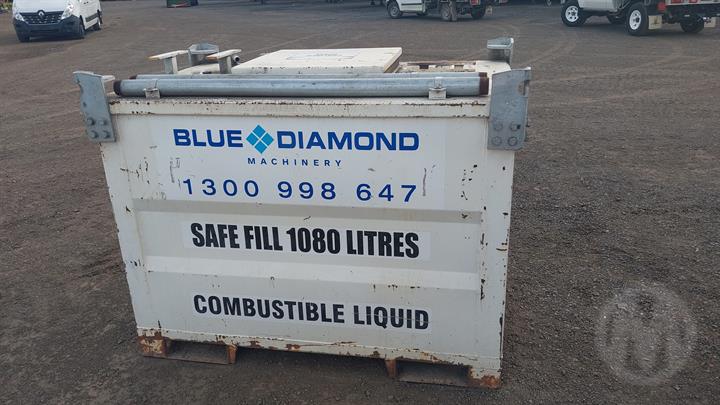 BLUE DIAMOND
MACHINERY
1300 998 647
SAFE FILL 1080 LITRES
COMBUSTIBLE LIQUID